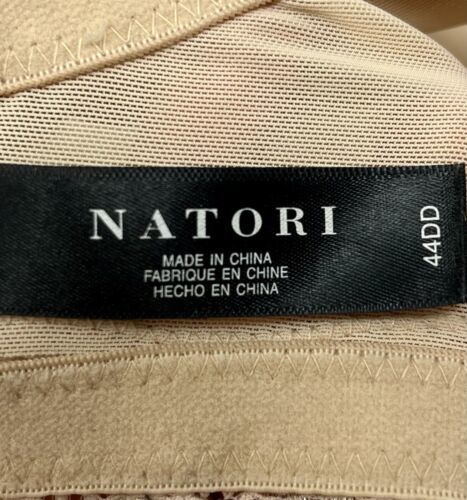 NATORI
MADE IN CHINA
FABRIQUE EN CHINE
HECHO EN CHINA
44DD